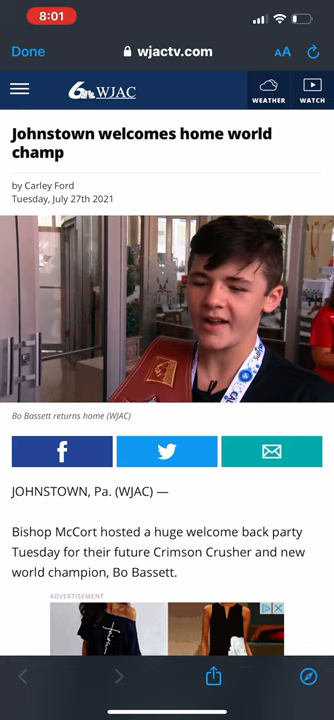 8:01
Done
wjactv.com
AA
6 WJAC
WEATHER
WATCH
Johnstown welcomes home world
champ
by Carley Ford
Tuesday, July 27th 2021
Bo Bassett returns home (WJAC)
JOHNSTOWN, Pa. (WJAC) —
Bishop McCort hosted a huge welcome back party
Tuesday for their future Crimson Crusher and new
world champion, Bo Bassett.
ADVERTISEMENT